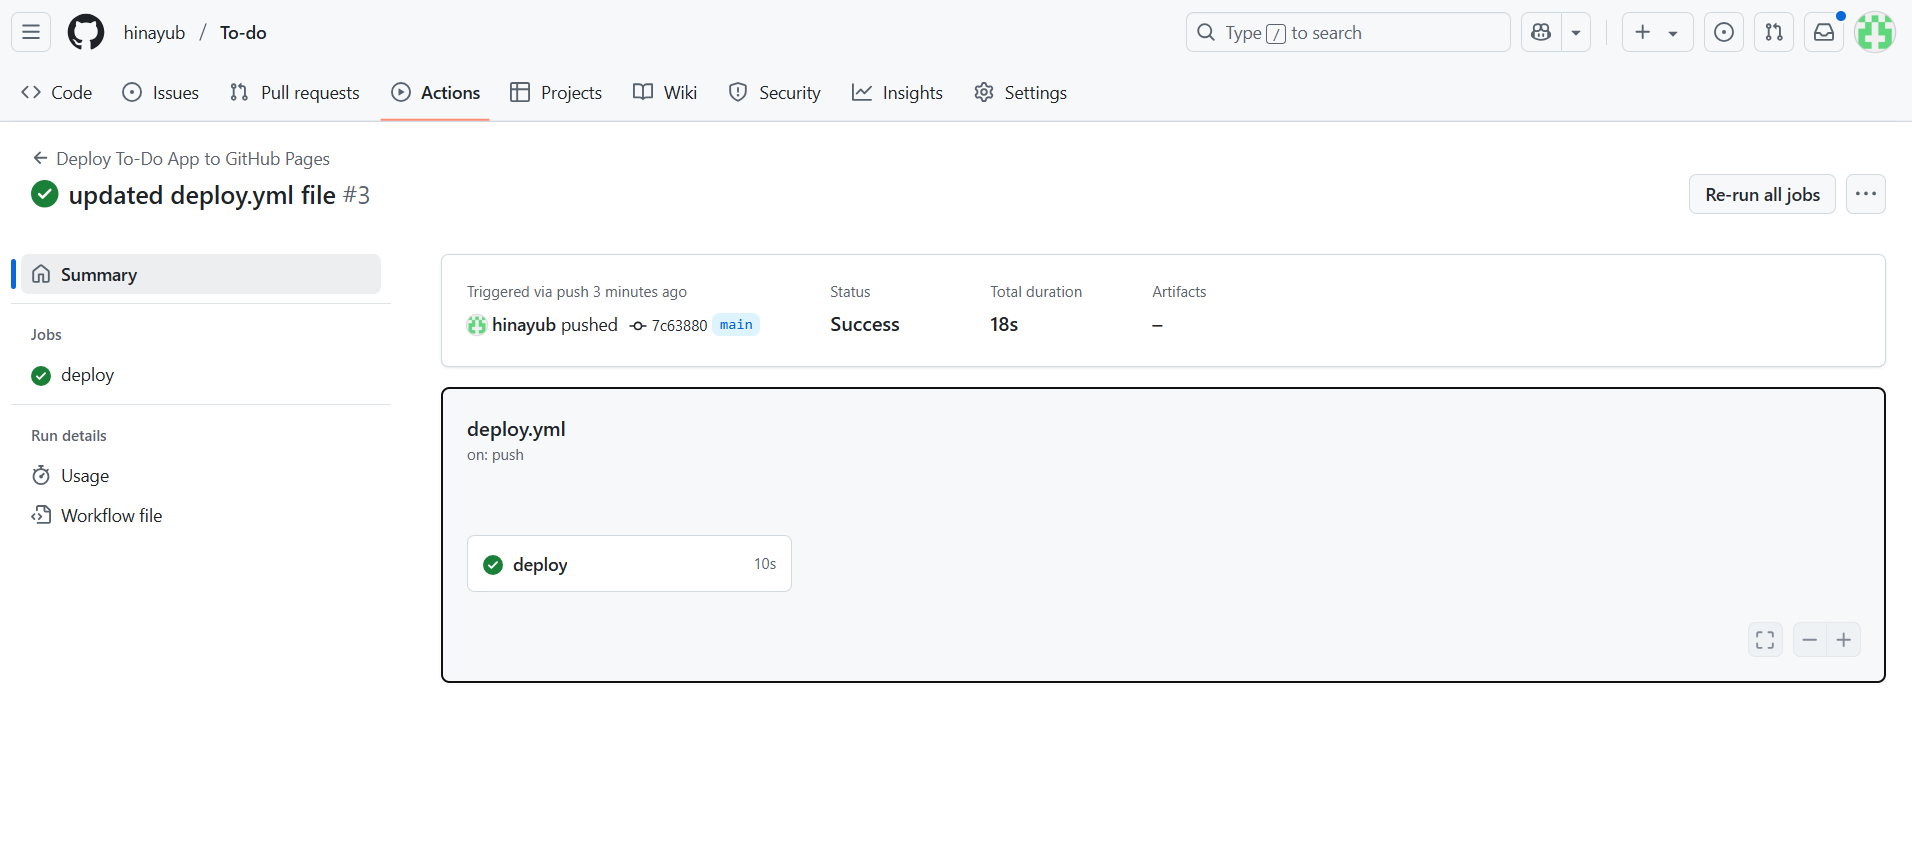 hinayub / To-do
Type / to search
Code Issues Pull requests Actions Projects Wiki Security Insights Settings
Deploy To-Do App to GitHub Pages
updated deploy.yml file #3
Re-run all jobs
Summary
Jobs
deploy
Run details
Usage
Workflow file
Triggered via push 3 minutes ago
hinayub pushed 7c63880 main
Status
Success
Total duration
18s
Artifacts
–
deploy.yml
on: push
deploy 10s